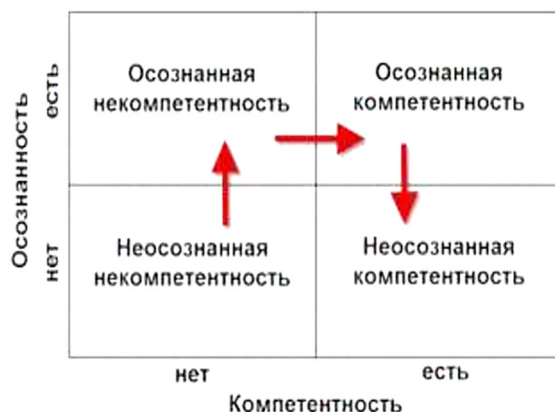 Осознанность
есть
нет
Осознанная
некомпетентность
Осознанная
компетентность
Неосознанная
некомпетентность
Неосознанная
компетентность
нет
есть
Компетентность